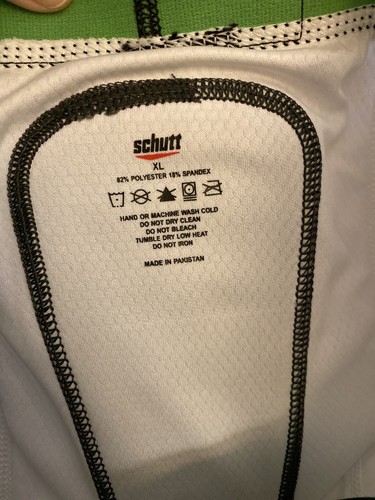 schutt
XL
82% POLYESTER 18% SPANDEX
HAND OR MACHINE WASH COLD
DO NOT DRY CLEAN
DO NOT BLEACH
TUMBLE DRY LOW HEAT
DO NOT IRON
MADE IN PAKISTAN